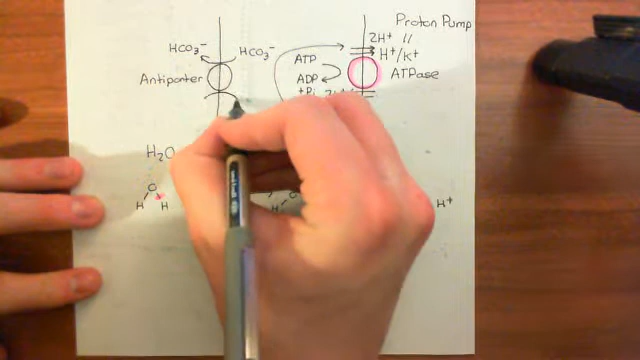 Proton Pump
2H⁺ //
HCO₃⁻ HCO₃⁻
H⁺/K⁺
ATP
ATPase
Antiporter
ADP
+Pi
H₂O
O
H H
H
H⁺